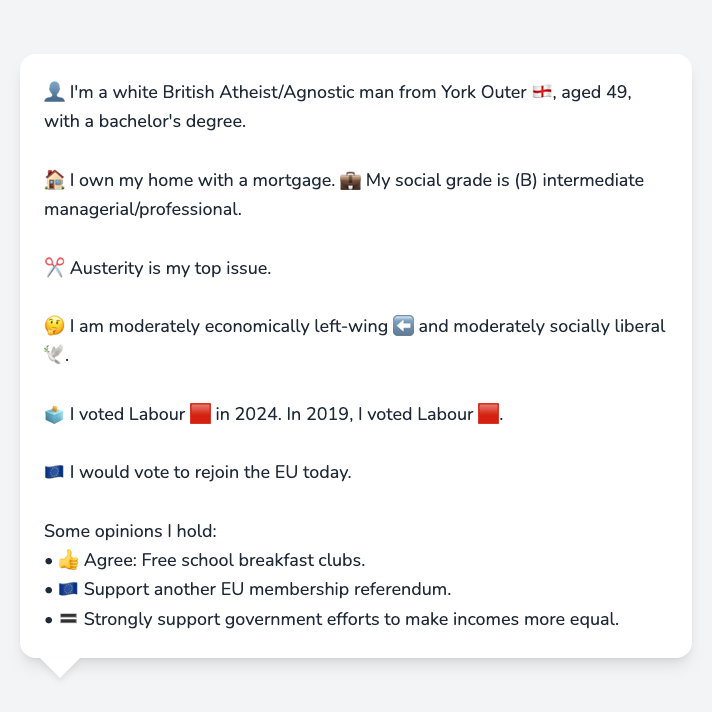 👤 I'm a white British Atheist/Agnostic man from York Outer 🏴󠁧󠁢󠁥󠁮󠁧󠁿, aged 49,
with a bachelor's degree.
🏠 I own my home with a mortgage. 💼 My social grade is (B) intermediate
managerial/professional.
✂️ Austerity is my top issue.
🤔 I am moderately economically left-wing ⬅️ and moderately socially liberal
🕊️.
🗳️ I voted Labour 🟥 in 2024. In 2019, I voted Labour 🟥.
🇪🇺 I would vote to rejoin the EU today.
Some opinions I hold:
• 👍 Agree: Free school breakfast clubs.
• 🇪🇺 Support another EU membership referendum.
• 🟰 Strongly support government efforts to make incomes more equal.